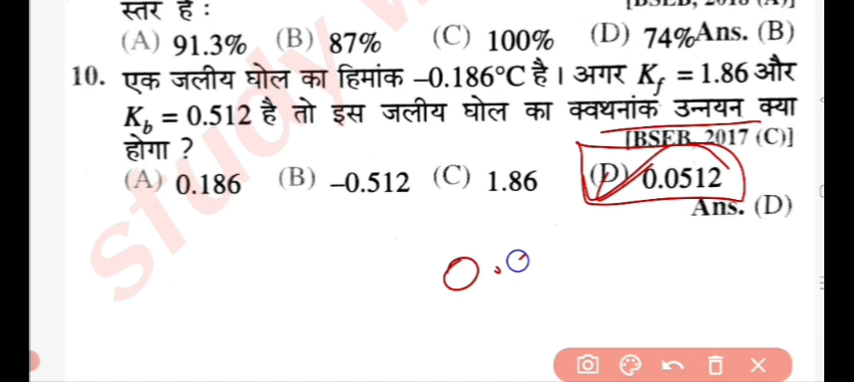 स्तर है :
(A) 91.3% (B) 87% (C) 100% (D) 74% Ans. (B)
10. एक जलीय घोल का हिमांक –0.186°C है। अगर K_f = 1.86 और
K_b = 0.512 है तो इस जलीय घोल का क्वथनांक उन्नयन क्या
होगा ?
[BSEB, 2017 (C)]
(A) 0.186 (B) –0.512 (C) 1.86 (D) 0.0512
Ans. (D)
0.0